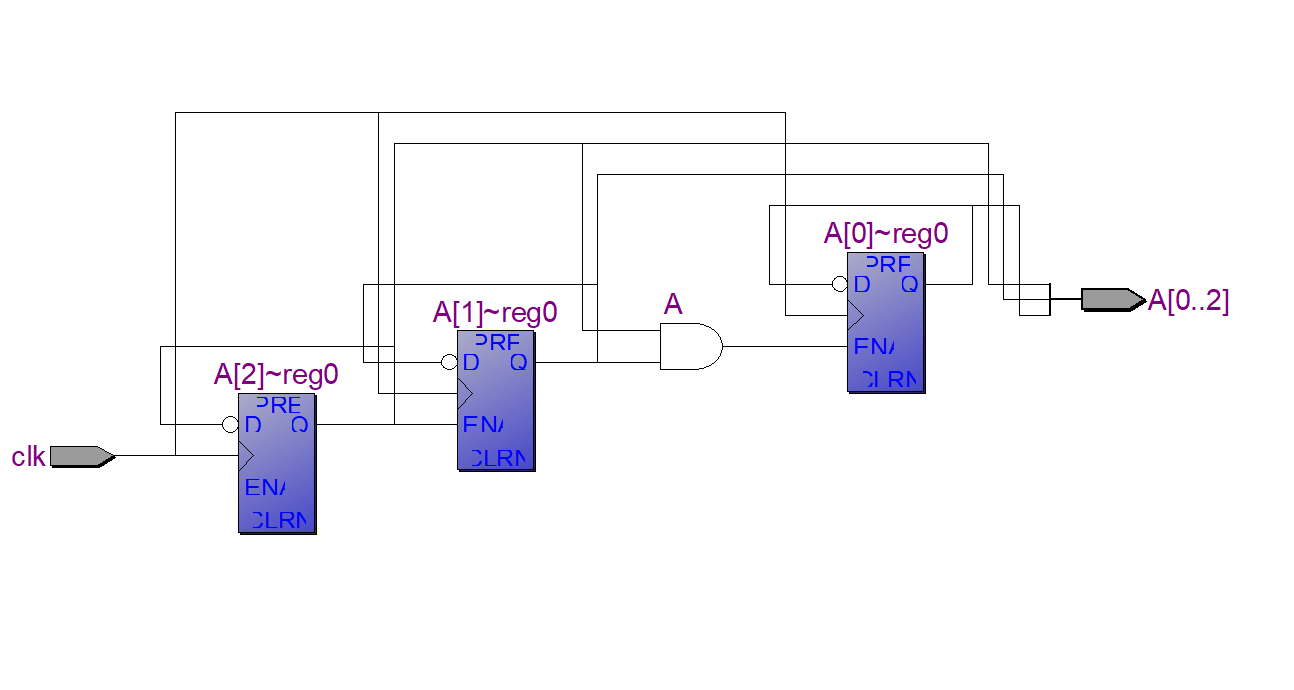 A[0]~reg0
PRE
D Q
ENA
CLRN
A[0..2]
A
A[1]~reg0
PRE
D Q
ENA
CLRN
A[2]~reg0
PRE
D Q
ENA
CLRN
clk